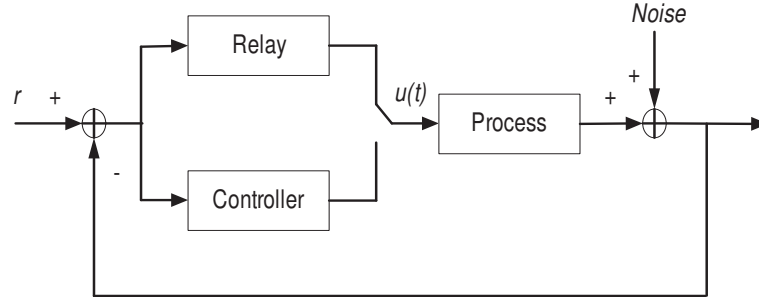 Noise
Relay
+
r +
u(t)
+
Process
-
Controller